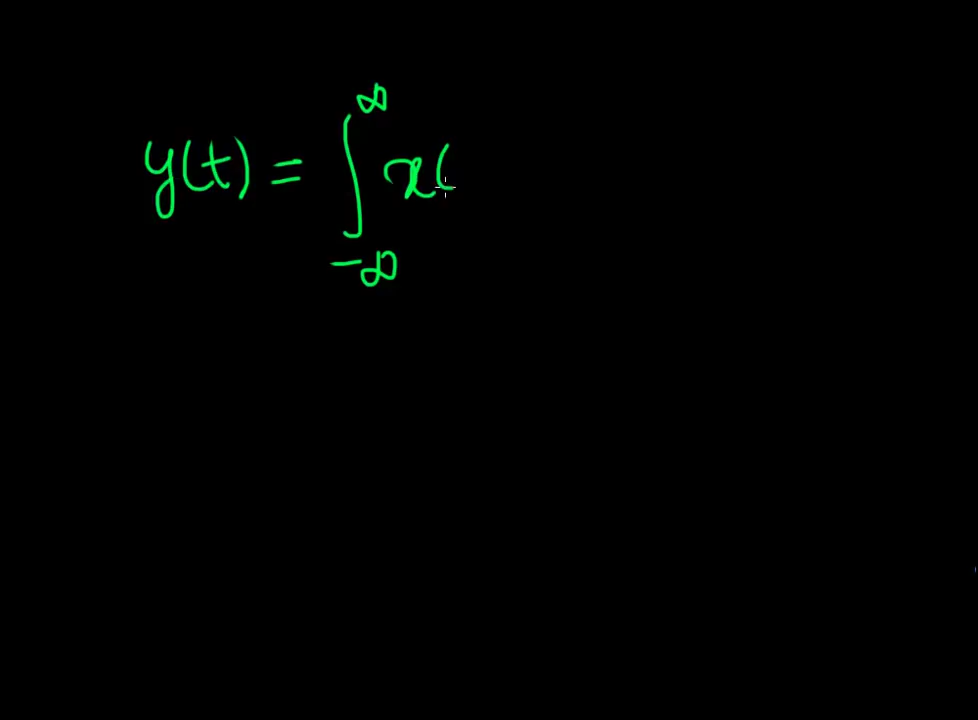 y(t) = ∫_{-∞}^{∞} x(